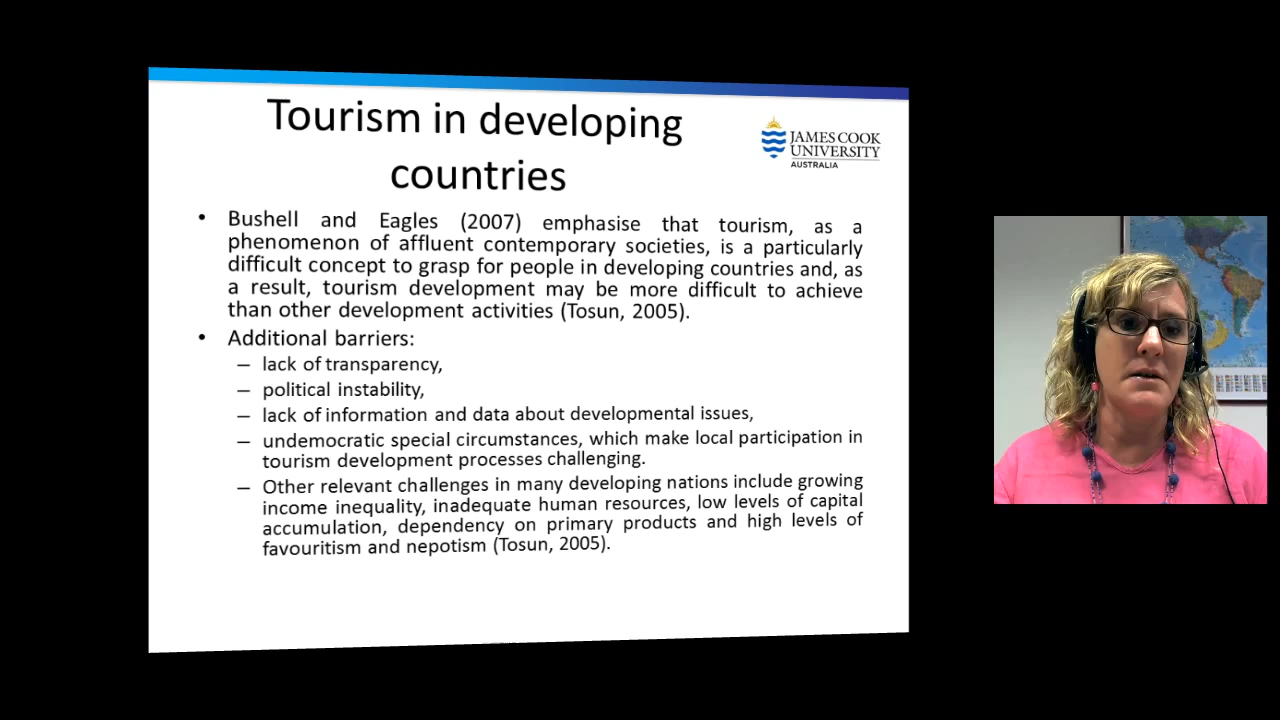 Tourism in developing
countries
JAMES COOK
UNIVERSITY
AUSTRALIA
• Bushell and Eagles (2007) emphasise that tourism, as a
phenomenon of affluent contemporary societies, is a particularly
difficult concept to grasp for people in developing countries and, as
a result, tourism development may be more difficult to achieve
than other development activities (Tosun, 2005).
• Additional barriers:
– lack of transparency,
– political instability,
– lack of information and data about developmental issues,
– undemocratic special circumstances, which make local participation in
tourism development processes challenging.
– Other relevant challenges in many developing nations include growing
income inequality, inadequate human resources, low levels of capital
accumulation, dependency on primary products and high levels of
favouritism and nepotism (Tosun, 2005).